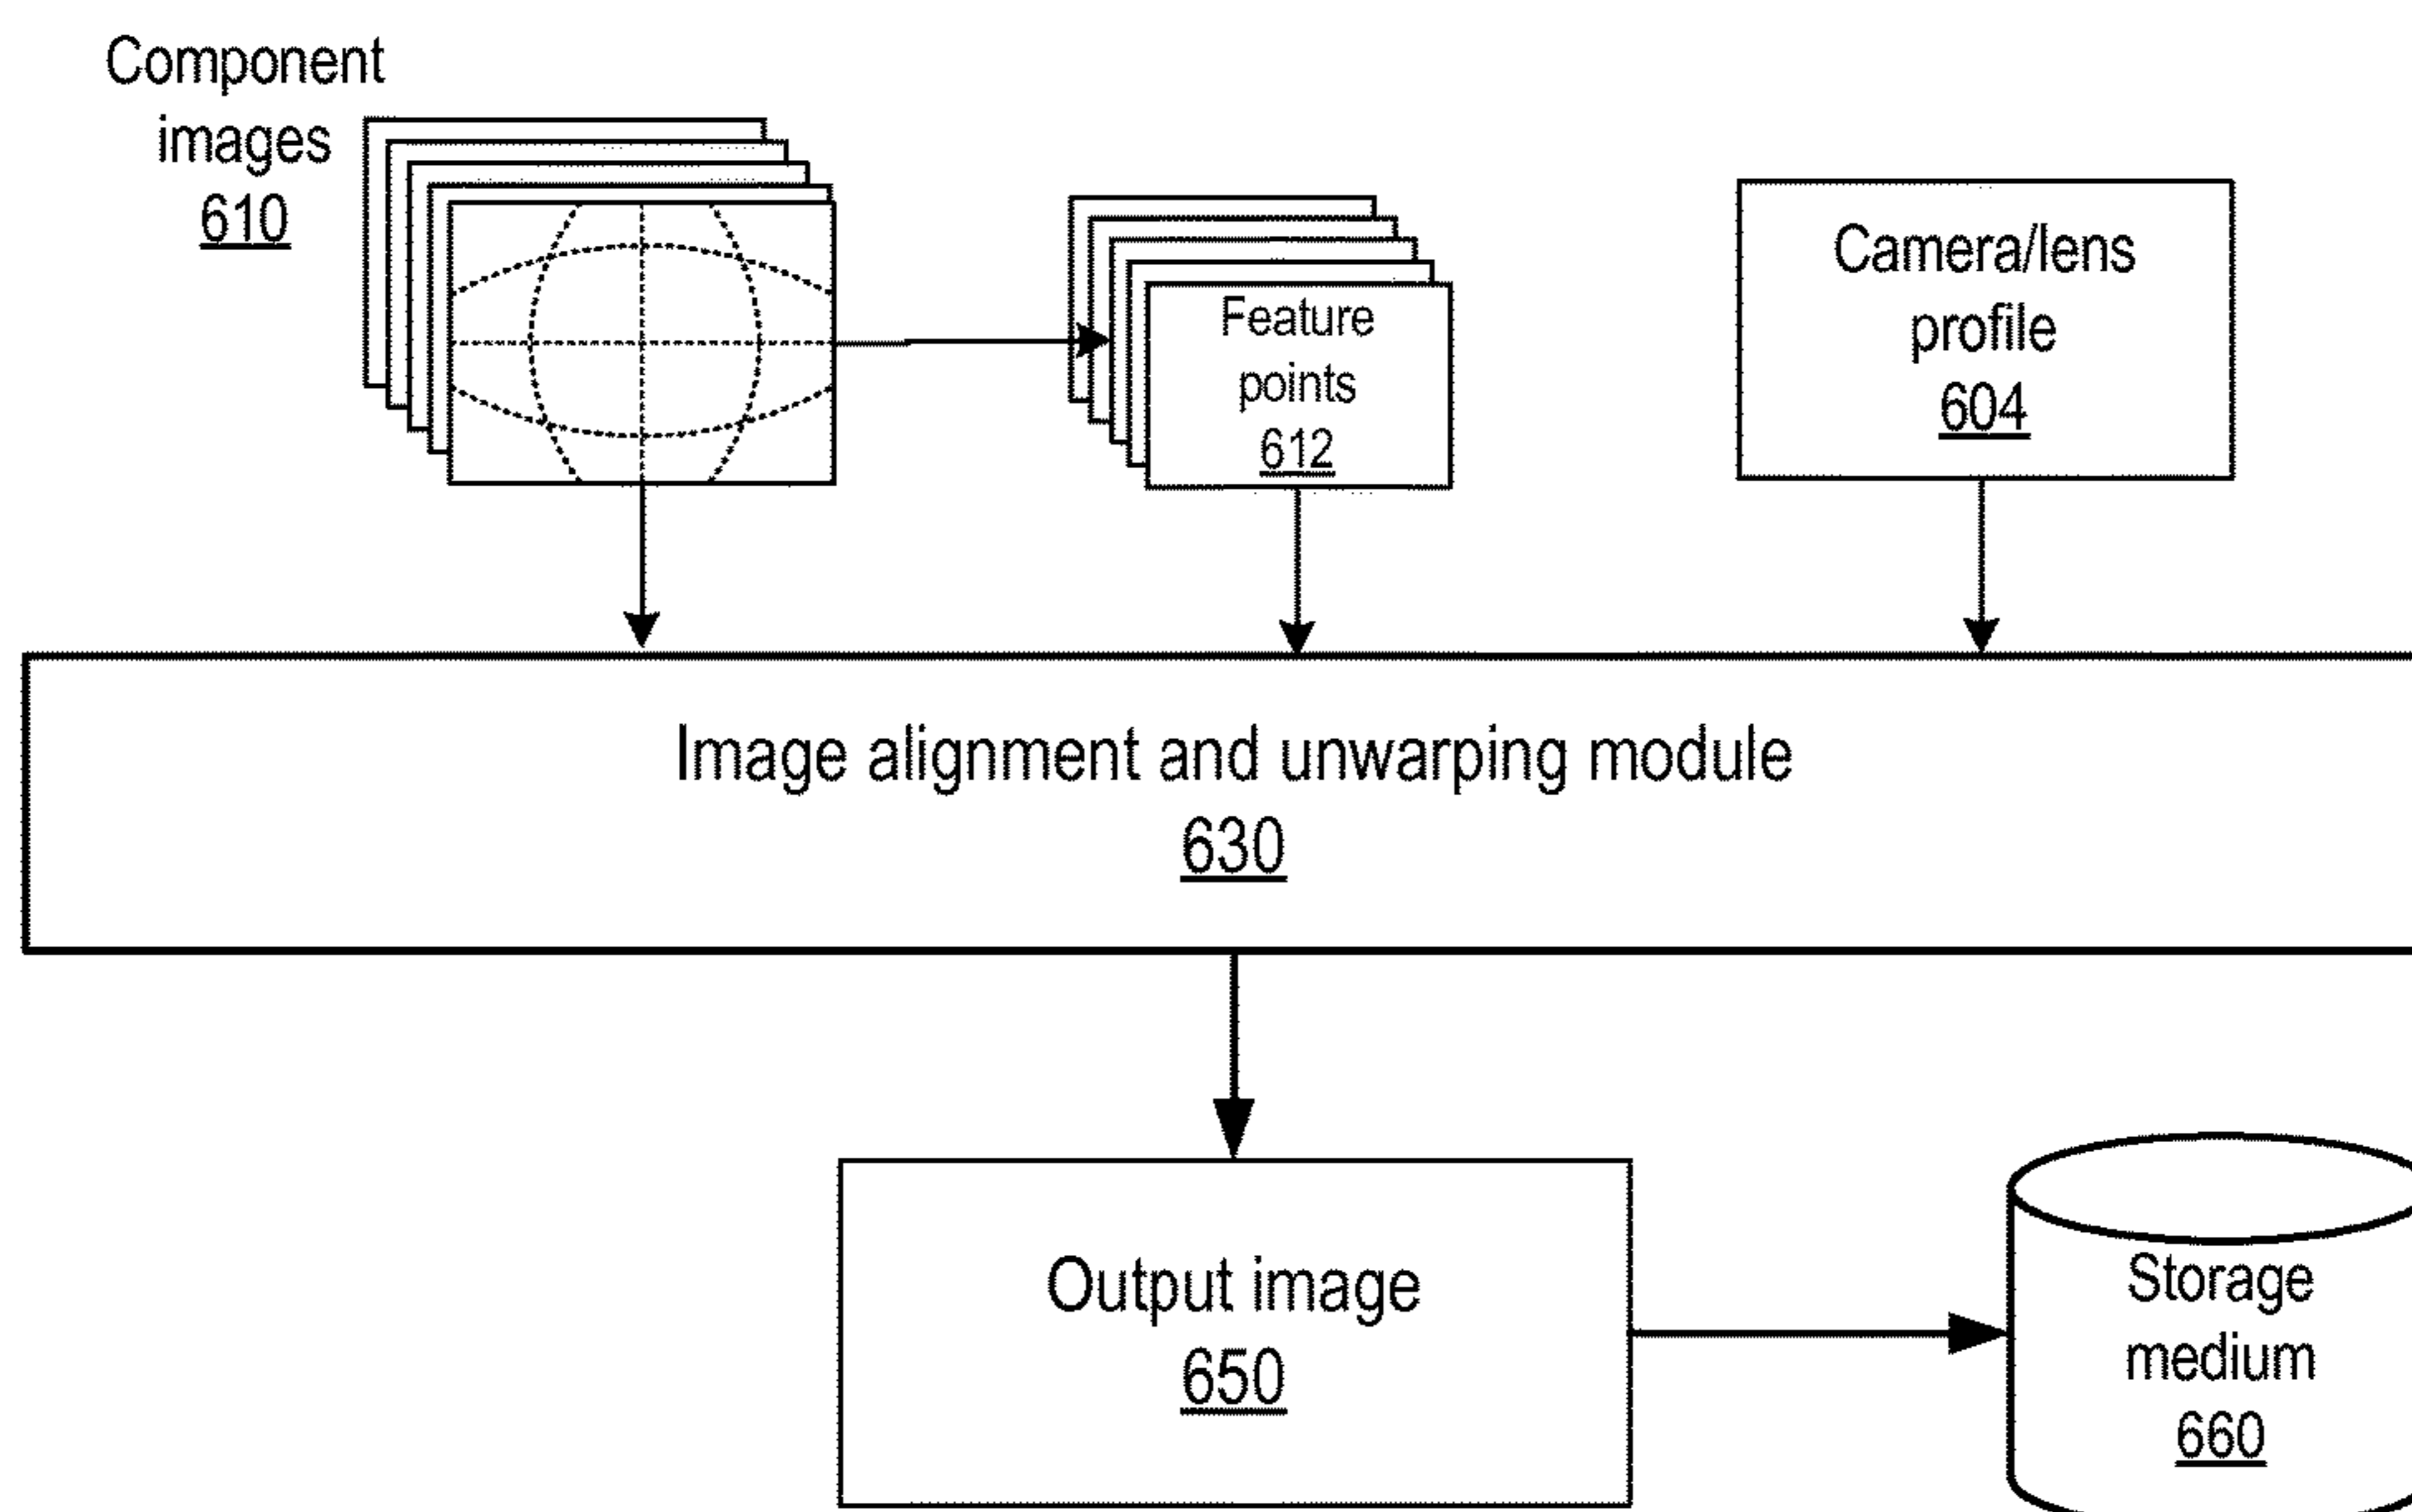 Component
images
610
Feature
points
612
Camera/lens
profile
604
Image alignment and unwarping module
630
Output image
650
Storage
medium
660